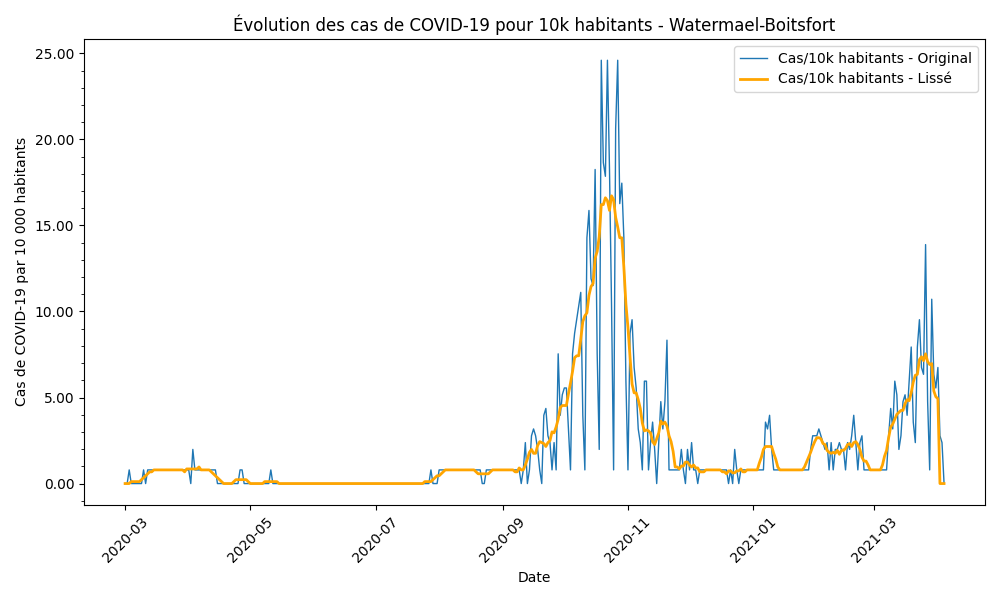 Évolution des cas de COVID-19 pour 10k habitants - Watermael-Boitsfort
Cas/10k habitants - Original
Cas/10k habitants - Lissé
Cas de COVID-19 par 10 000 habitants
25.00
20.00
15.00
10.00
5.00
0.00
2020-03
2020-05
2020-07
2020-09
2020-11
2021-01
2021-03
Date